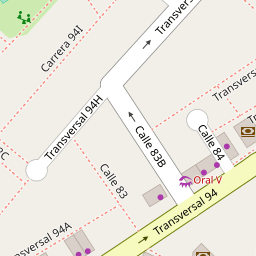 Transver
Carrera 94I
Transvers
Transversal 94H
Calle 83B
Calle 84
Calle 83
Oral-V
Transversal 94
Transversal 94A